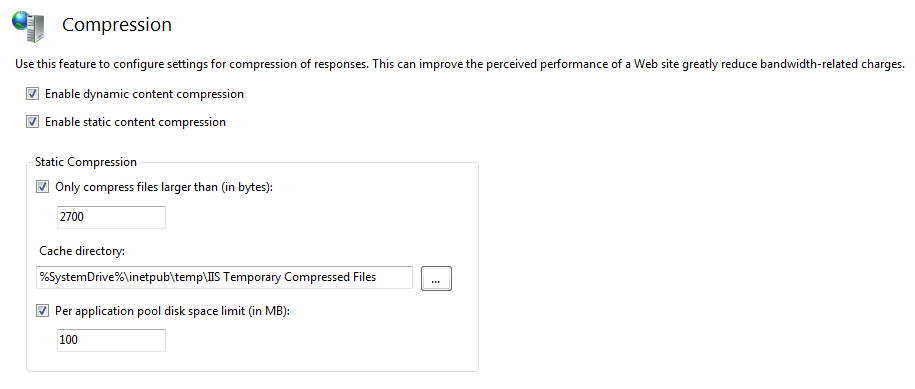 Compression
Use this feature to configure settings for compression of responses. This can improve the perceived performance of a Web site greatly reduce bandwidth-related charges.
Enable dynamic content compression
Enable static content compression
Static Compression
Only compress files larger than (in bytes):
2700
Cache directory:
%SystemDrive%\inetpub\temp\IIS Temporary Compressed Files
...
Per application pool disk space limit (in MB):
100